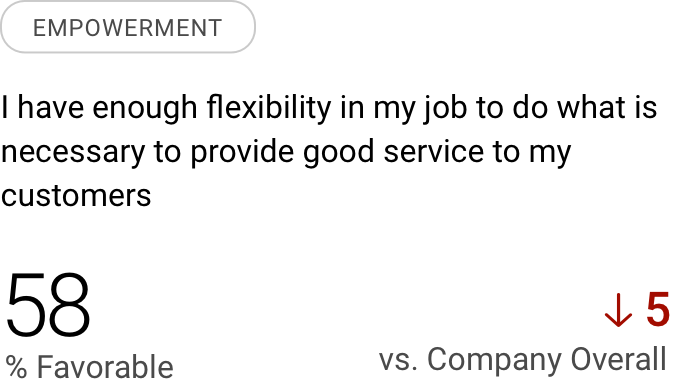 EMPOWERMENT
I have enough flexibility in my job to do what is
necessary to provide good service to my
customers
58
↓ 5
% Favorable
vs. Company Overall